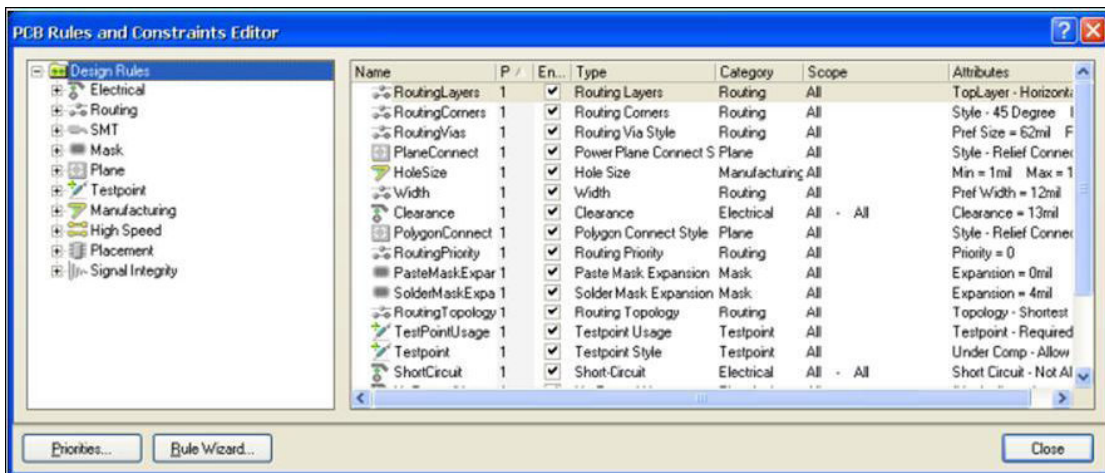 PCB Rules and Constraints Editor
Design Rules
Electrical
Routing
SMT
Mask
Plane
Testpoint
Manufacturing
High Speed
Placement
Signal Integrity
Name P En... Type Category Scope Attributes
RoutingLayers 1 Routing Layers Routing All TopLayer - Horizonta
RoutingCorners 1 Routing Corners Routing All Style - 45 Degree
RoutingVias 1 Routing Via Style Routing All Pref Size = 62mil F
PlaneConnect 1 Power Plane Connect S Plane All Style - Relief Connec
HoleSize 1 Hole Size Manufacturing All Min = 1mil Max = 1
Width 1 Width Routing All Pref Width = 12mil
Clearance 1 Clearance Electrical All - All Clearance = 13mil
PolygonConnect 1 Polygon Connect Style Plane All Style - Relief Connec
RoutingPriority 1 Routing Priority Routing All Priority = 0
PasteMaskExpar 1 Paste Mask Expansion Mask All Expansion = 0mil
SolderMaskExpa 1 Solder Mask Expansion Mask All Expansion = 4mil
RoutingTopology 1 Routing Topology Routing All Topology - Shortest
TestPointUsage 1 Testpoint Usage Testpoint All Testpoint - Required
Testpoint 1 Testpoint Style Testpoint All Under Comp - Allow
ShortCircuit 1 Short-Circuit Electrical All - All Short Circuit - Not Al
Priorities... Rule Wizard... Close